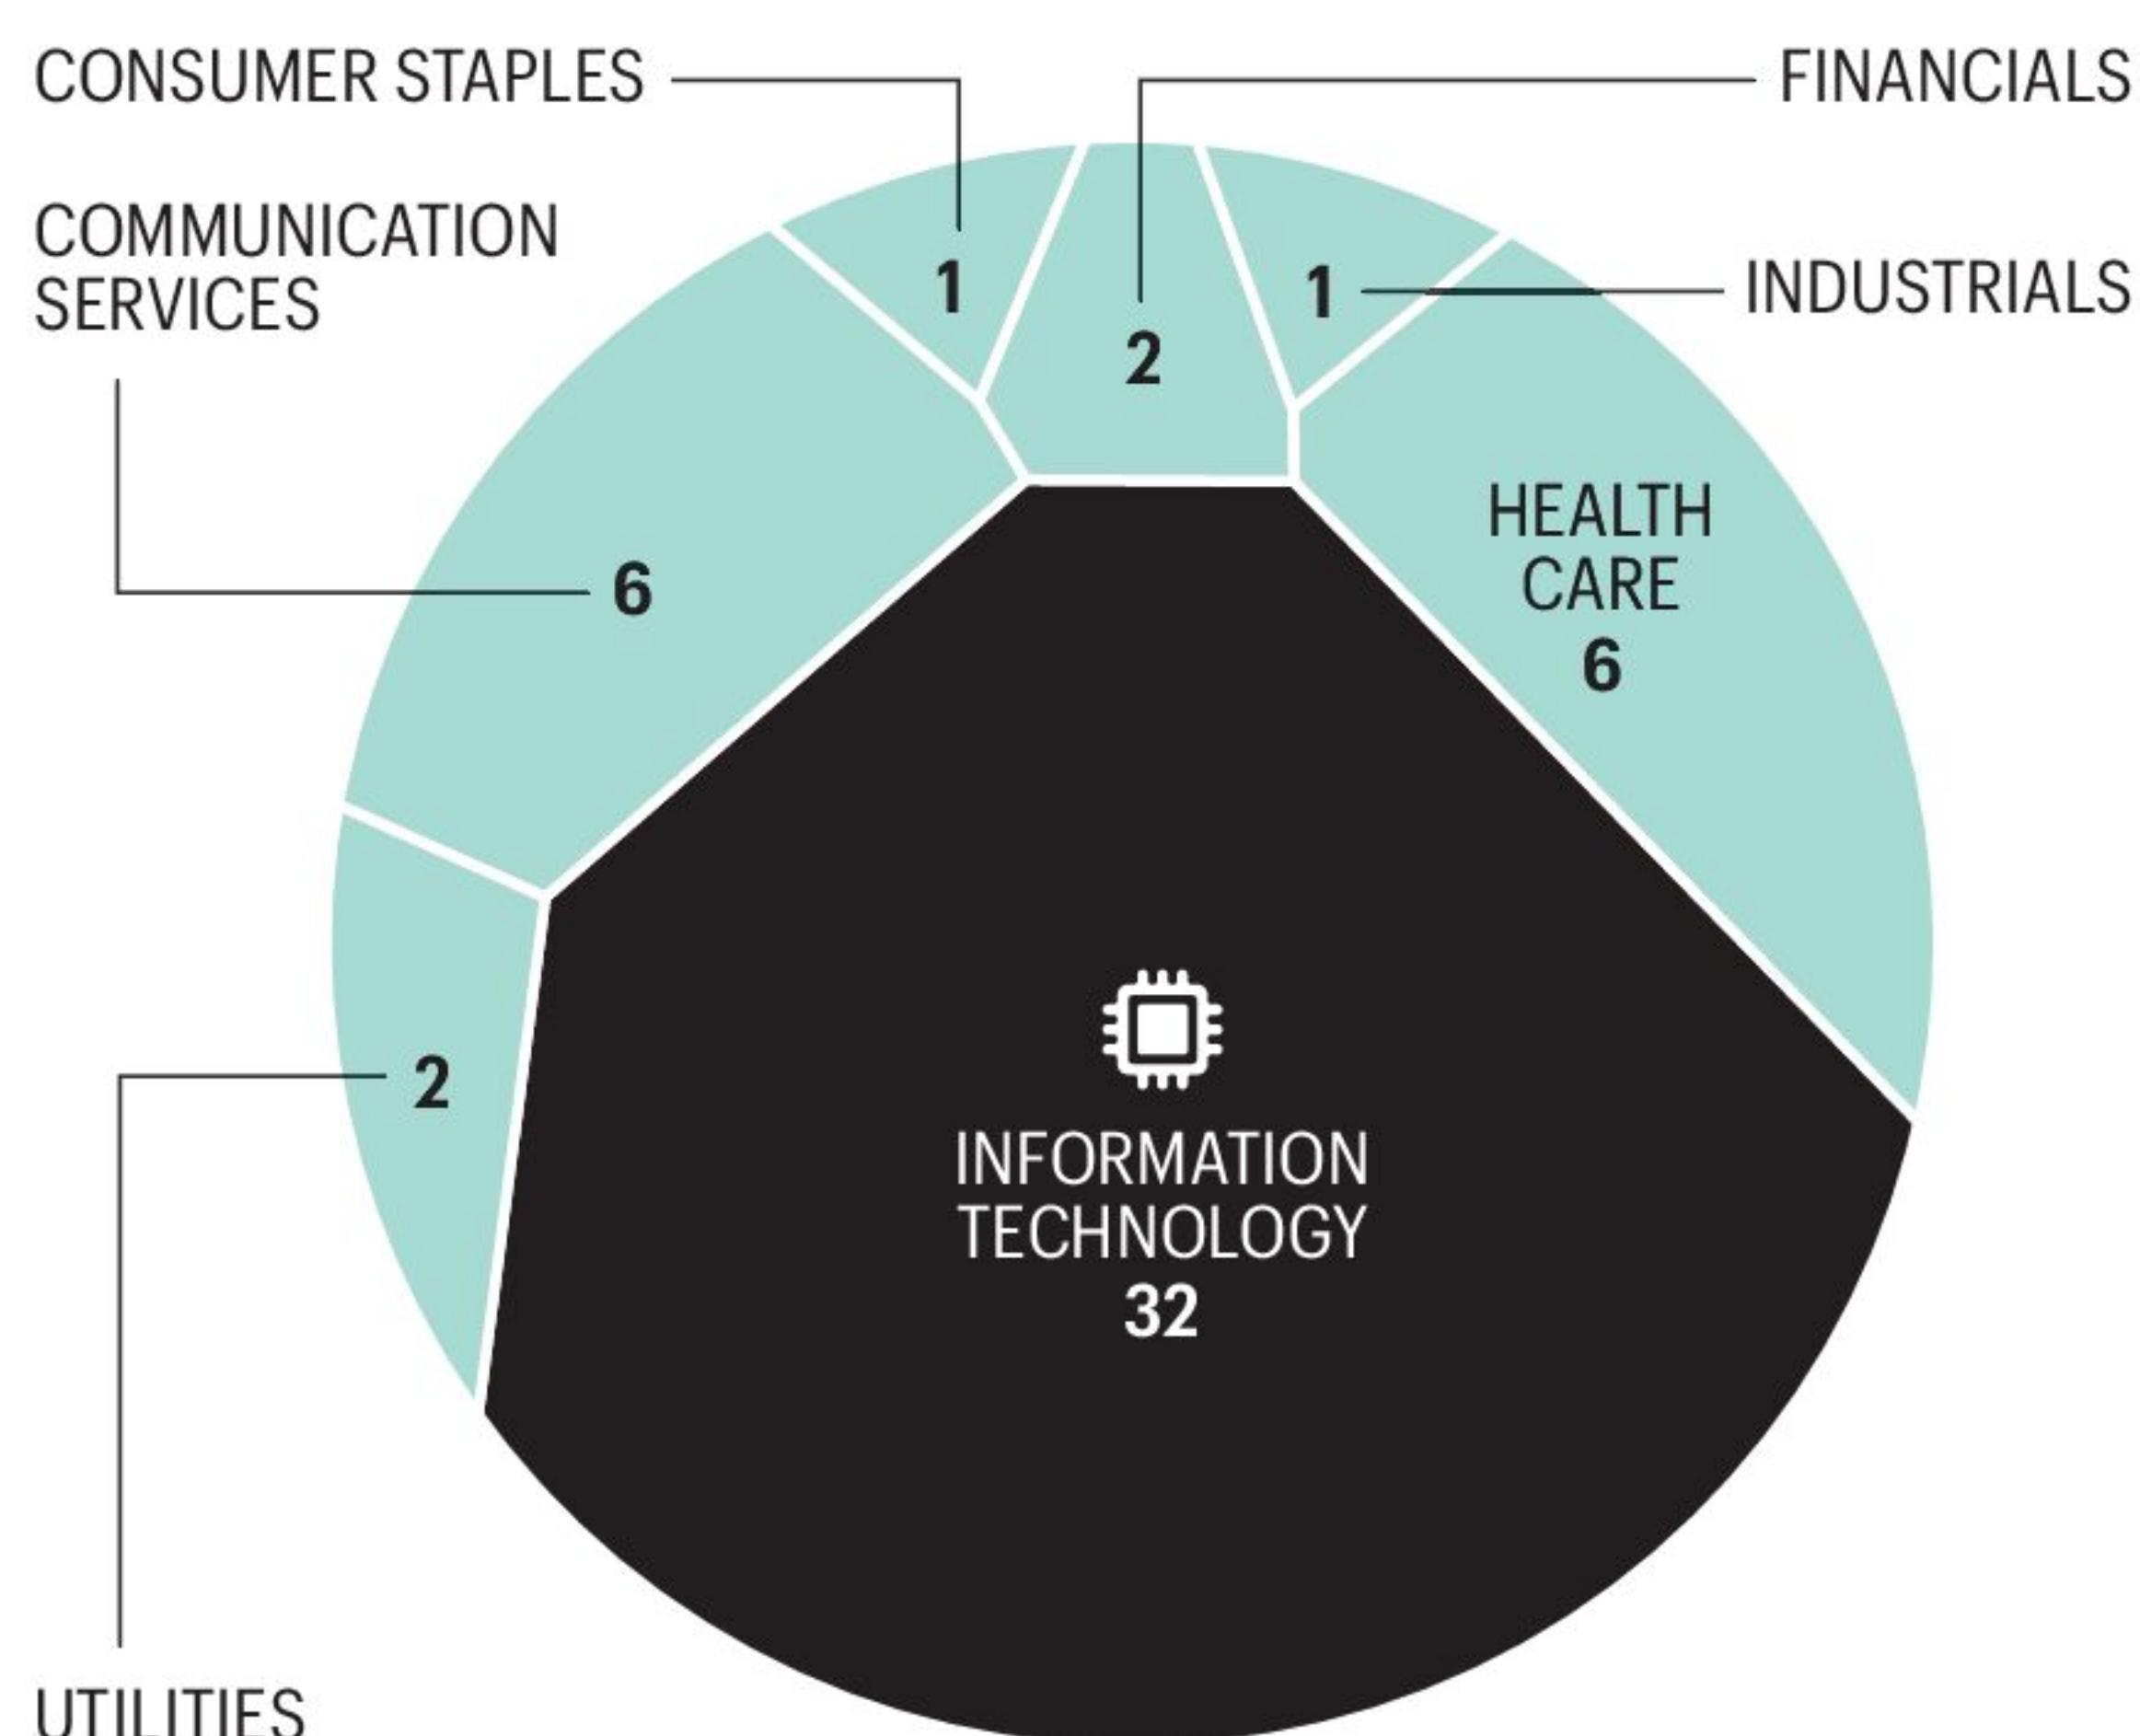 CONSUMER STAPLES
FINANCIALS
COMMUNICATION
SERVICES
1
2
1
INDUSTRIALS
6
HEALTH
CARE
6
2
INFORMATION
TECHNOLOGY
32
UTILITIES